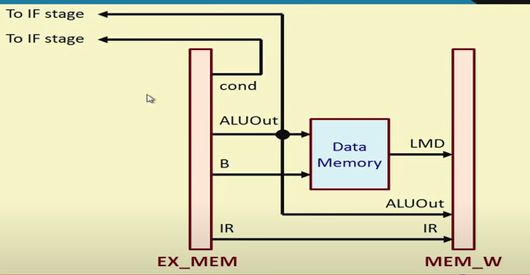 To IF stage
To IF stage
cond
ALUOut
Data
Memory
LMD
B
ALUOut
IR
IR
EX_MEM
MEM_W